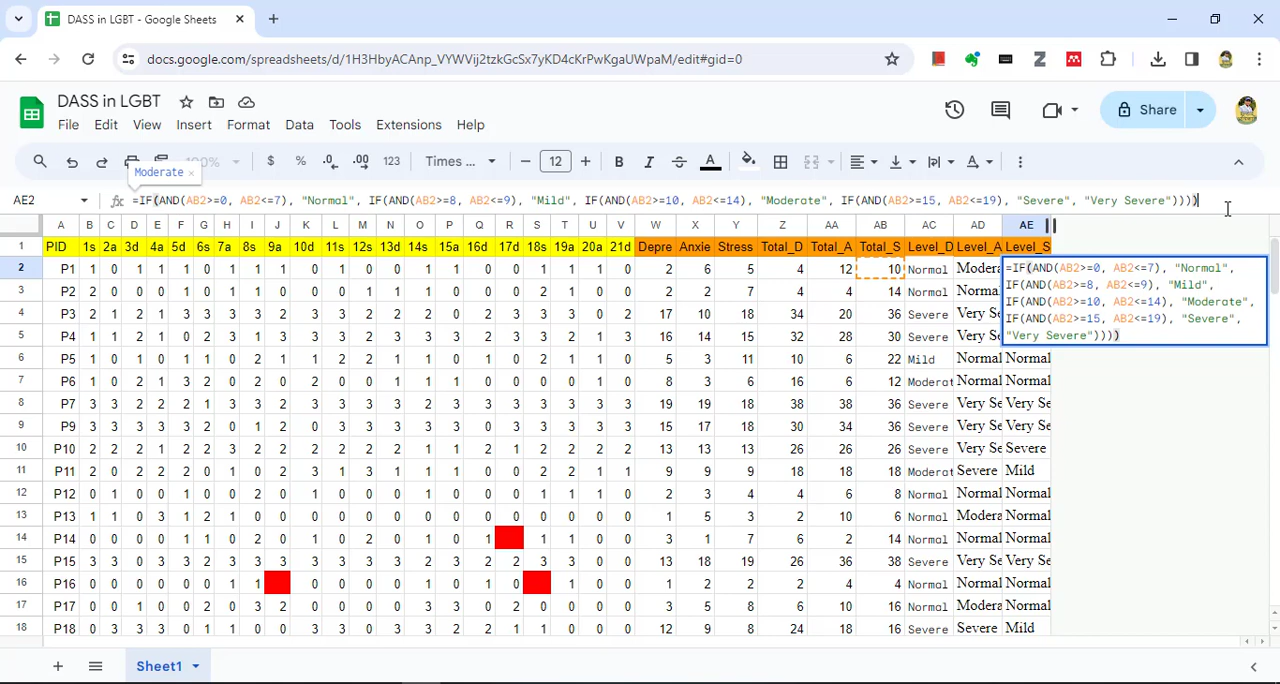 DASS in LGBT - Google Sheets
docs.google.com/spreadsheets/d/1H3HbyACAnp_VYWVij2tzkGcSx7yKD4cKrPwKgaUWpaM/edit#gid=0
DASS in LGBT
File Edit View Insert Format Data Tools Extensions Help
Share
100% $ % .0 .00 123 Times ... 12 B I A
Moderate
AE2 fx =IF(AND(AB2>=0, AB2<=7), "Normal", IF(AND(AB2>=8, AB2<=9), "Mild", IF(AND(AB2>=10, AB2<=14), "Moderate", IF(AND(AB2>=15, AB2<=19), "Severe", "Very Severe"))))
A B C D E F G H I J K L M N O P Q R S T U V W X Y Z AA AB AC AD AE
1 PID 1s 2a 3d 4a 5d 6s 7a 8s 9a 10d 11s 12s 13d 14s 15a 16d 17d 18s 19a 20a 21d Depre Anxie Stress Total_D Total_A Total_S Level_D Level_A Level_S
2 P1 1 0 1 1 1 1 1 1 0 0 0 1 0 1 1 0 0 1 1 1 0 2 6 5 4 12 10 Normal Modera
=IF(AND(AB2>=0, AB2<=7), "Normal",
IF(AND(AB2>=8, AB2<=9), "Mild",
IF(AND(AB2>=10, AB2<=14), "Moderate",
IF(AND(AB2>=15, AB2<=19), "Severe",
"Very Severe"))))
3 P2 2 0 0 0 1 1 0 1 1 0 0 1 1 1 0 0 0 2 1 0 0 2 2 7 4 4 14 Normal Norma
4 P3 2 1 2 1 3 3 3 3 2 3 3 2 2 2 0 2 3 3 3 0 2 17 10 18 34 20 36 Severe Very Se
5 P4 1 1 2 1 0 3 3 2 3 3 2 2 3 2 1 3 3 2 3 3 2 16 14 15 32 28 30 Severe Very Se
6 P5 1 0 1 0 1 1 0 2 1 1 2 2 1 1 0 1 0 2 1 1 0 5 3 11 10 6 22 Mild Normal Normal
7 P6 1 0 2 1 3 2 0 2 0 2 0 0 1 1 1 0 0 0 0 1 0 8 3 6 16 6 12 Moderat Normal Normal
8 P7 3 3 2 2 2 1 3 3 2 3 3 3 3 2 3 3 3 3 3 3 3 19 19 18 38 38 36 Severe Very Se Very Se
9 P9 3 3 2 2 1 2 3 3 2 2 3 3 3 2 2 2 2 3 3 2 3 15 17 18 30 34 36 Severe Very Se Very Se
10 P10 2 2 2 1 2 2 3 2 2 2 2 2 2 1 1 2 1 2 2 2 2 13 13 13 26 26 26 Severe Very Se Severe
11 P11 2 2 0 2 2 0 0 2 0 3 1 3 1 1 1 0 0 2 2 1 1 9 9 9 18 18 18 Moderat Severe Mild
12 P12 0 1 0 0 1 0 0 2 0 1 0 0 0 1 0 0 0 1 1 1 0 2 3 4 4 6 8 Normal Normal Normal
13 P13 1 1 0 3 1 2 1 0 0 0 0 0 0 0 0 0 0 0 0 0 0 1 5 3 2 10 6 Normal Modera Normal
14 P14 0 0 0 0 1 1 0 2 0 1 0 2 0 1 0 1 1 1 0 0 3 1 7 6 2 14 Normal Normal Normal
15 P15 3 3 0 3 0 3 3 3 3 3 2 2 2 3 2 3 2 2 3 3 0 13 18 19 26 36 38 Severe Very Se Very Se
16 P16 0 0 0 0 0 0 1 1 1 0 0 0 0 1 0 1 0 1 0 0 1 2 2 2 4 4 Normal Normal Normal
17 P17 0 0 1 0 0 2 0 3 2 0 0 0 0 3 3 0 2 0 0 0 0 3 5 8 6 10 16 Normal Modera Normal
18 P18 0 3 3 3 0 1 1 0 0 3 3 0 3 3 2 2 1 1 0 0 0 12 9 8 24 18 16 Severe Severe Mild
Sheet1